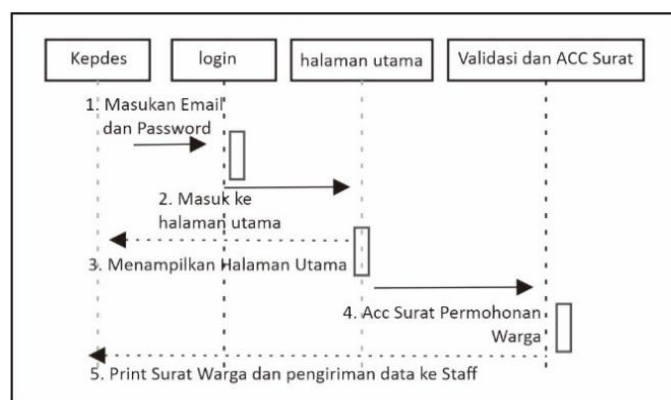 Kepdes
login
halaman utama
Validasi dan ACC Surat
1. Masukan Email
dan Password
2. Masuk ke
halaman utama
3. Menampilkan Halaman Utama
4. Acc Surat Permohonan
Warga
5. Print Surat Warga dan pengiriman data ke Staff